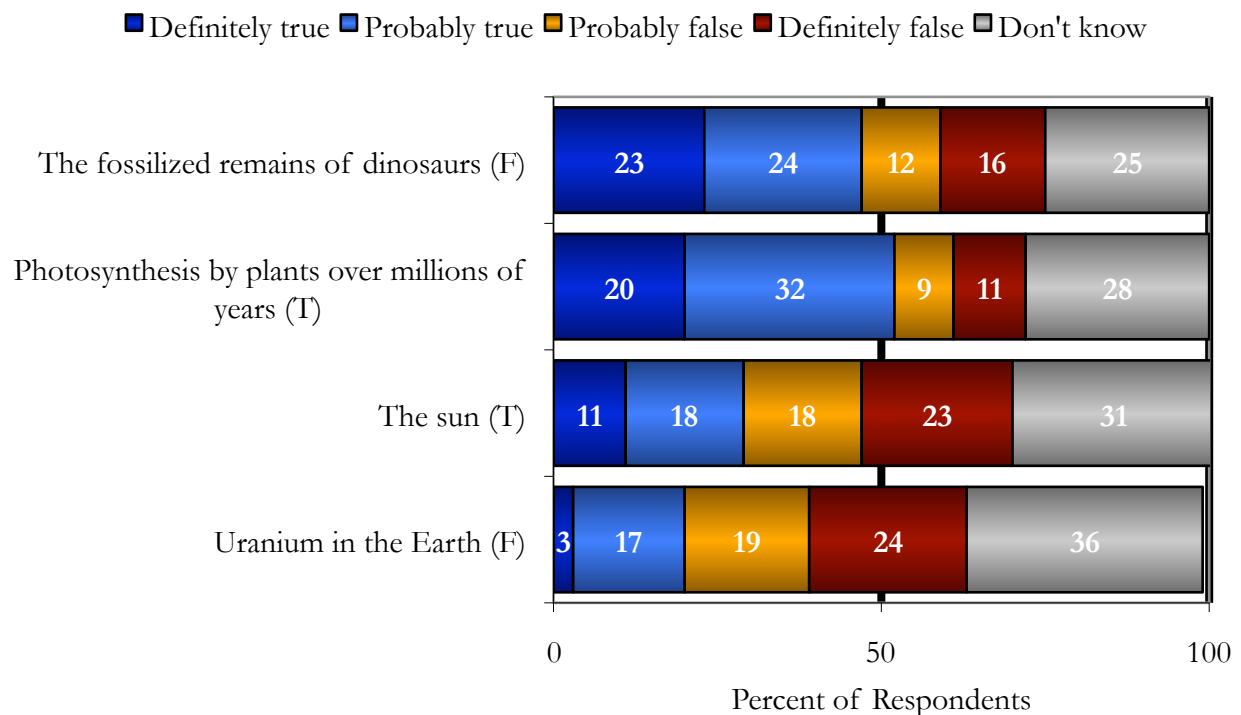 Definitely true Probably true Probably false Definitely false Don't know
The fossilized remains of dinosaurs (F) 23 24 12 16 25
Photosynthesis by plants over millions of
years (T) 20 32 9 11 28
The sun (T) 11 18 18 23 31
Uranium in the Earth (F) 3 17 19 24 36
0 50 100
Percent of Respondents